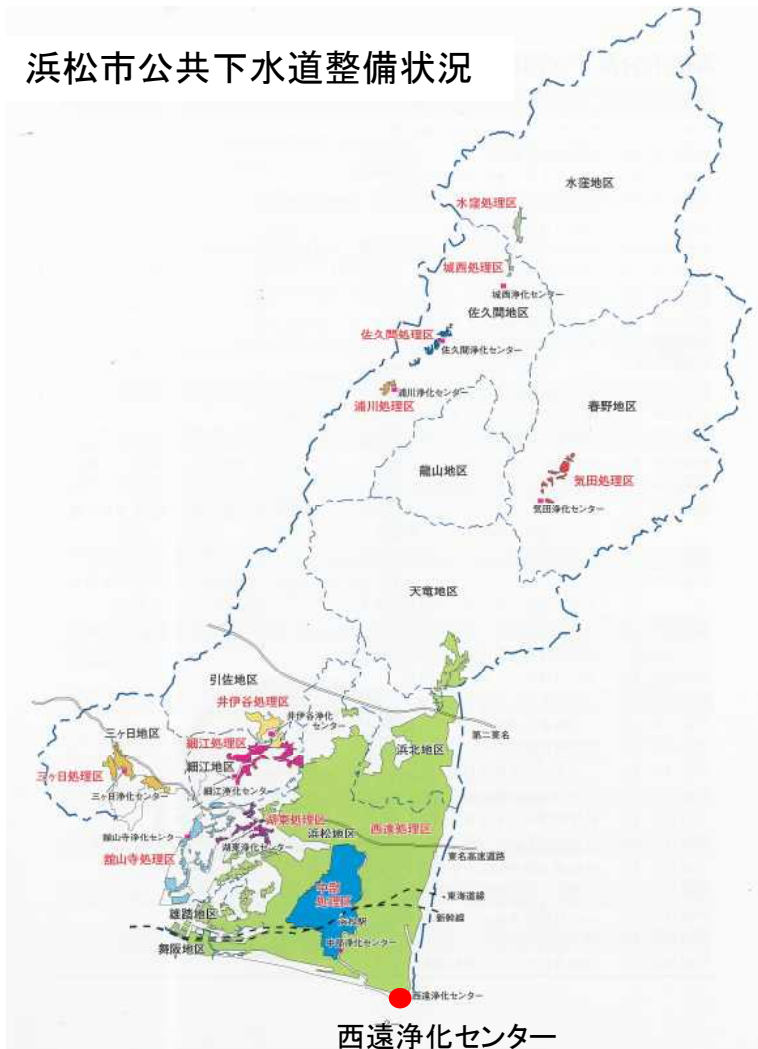 浜松市公共下水道整備状況
水窪地区
水窪処理区
城西処理区
城西浄化センター
佐久間地区
佐久間処理区
佐久間浄化センター
浦川浄化センター
浦川処理区
春野地区
龍山地区
気田処理区
気田浄化センター
天竜地区
引佐地区
井伊谷処理区
井伊谷浄化
センター
第二東名
三ヶ日地区
細江処理区
浜北地区
細江地区
三ヶ日処理区
三ヶ日浄化センター
細江浄化センター
湖東処理区
浜松地区
西遠処理区
舘山寺浄化センター
湖東浄化センター
舘山寺処理区
東名高速道路
中部
処理区
東海道線
雄踏地区
新幹線
浜松駅
舞阪地区
中部浄化センター
西遠浄化センター
西遠浄化センター